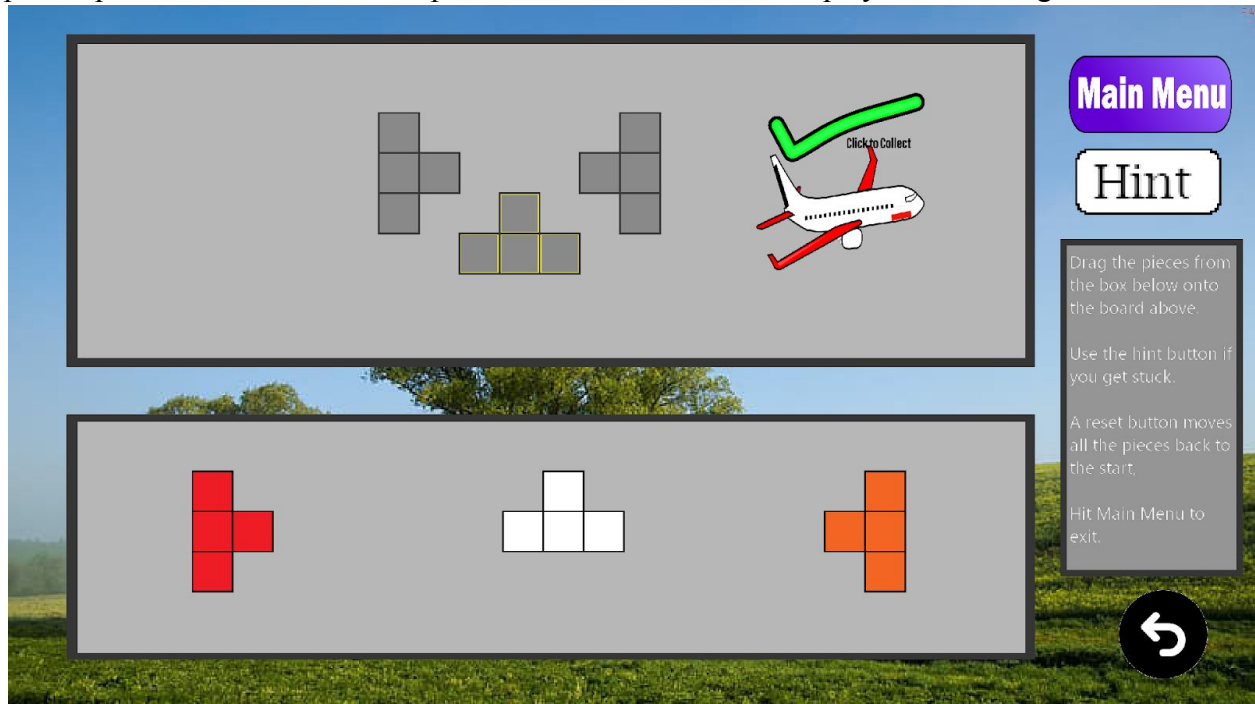 Main Menu
Hint
Click to Collect
Drag the pieces from
the box below onto
the board above.
Use the hint button if
you get stuck.
A reset button moves
all the pieces back to
the start.
Hit Main Menu to
exit.